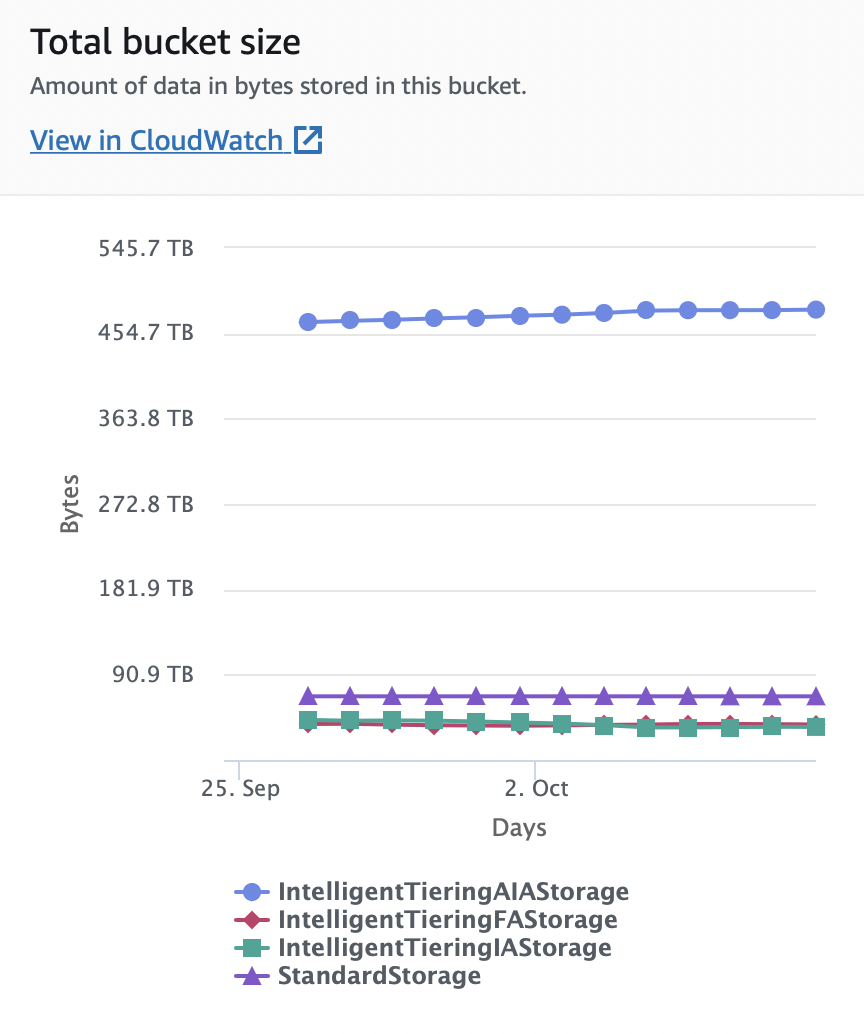 Total bucket size
Amount of data in bytes stored in this bucket.
View in CloudWatch
545.7 TB
454.7 TB
363.8 TB
272.8 TB
181.9 TB
90.9 TB
Bytes
25. Sep
2. Oct
Days
IntelligentTieringAIAStorage
IntelligentTieringFAStorage
IntelligentTieringIAStorage
StandardStorage